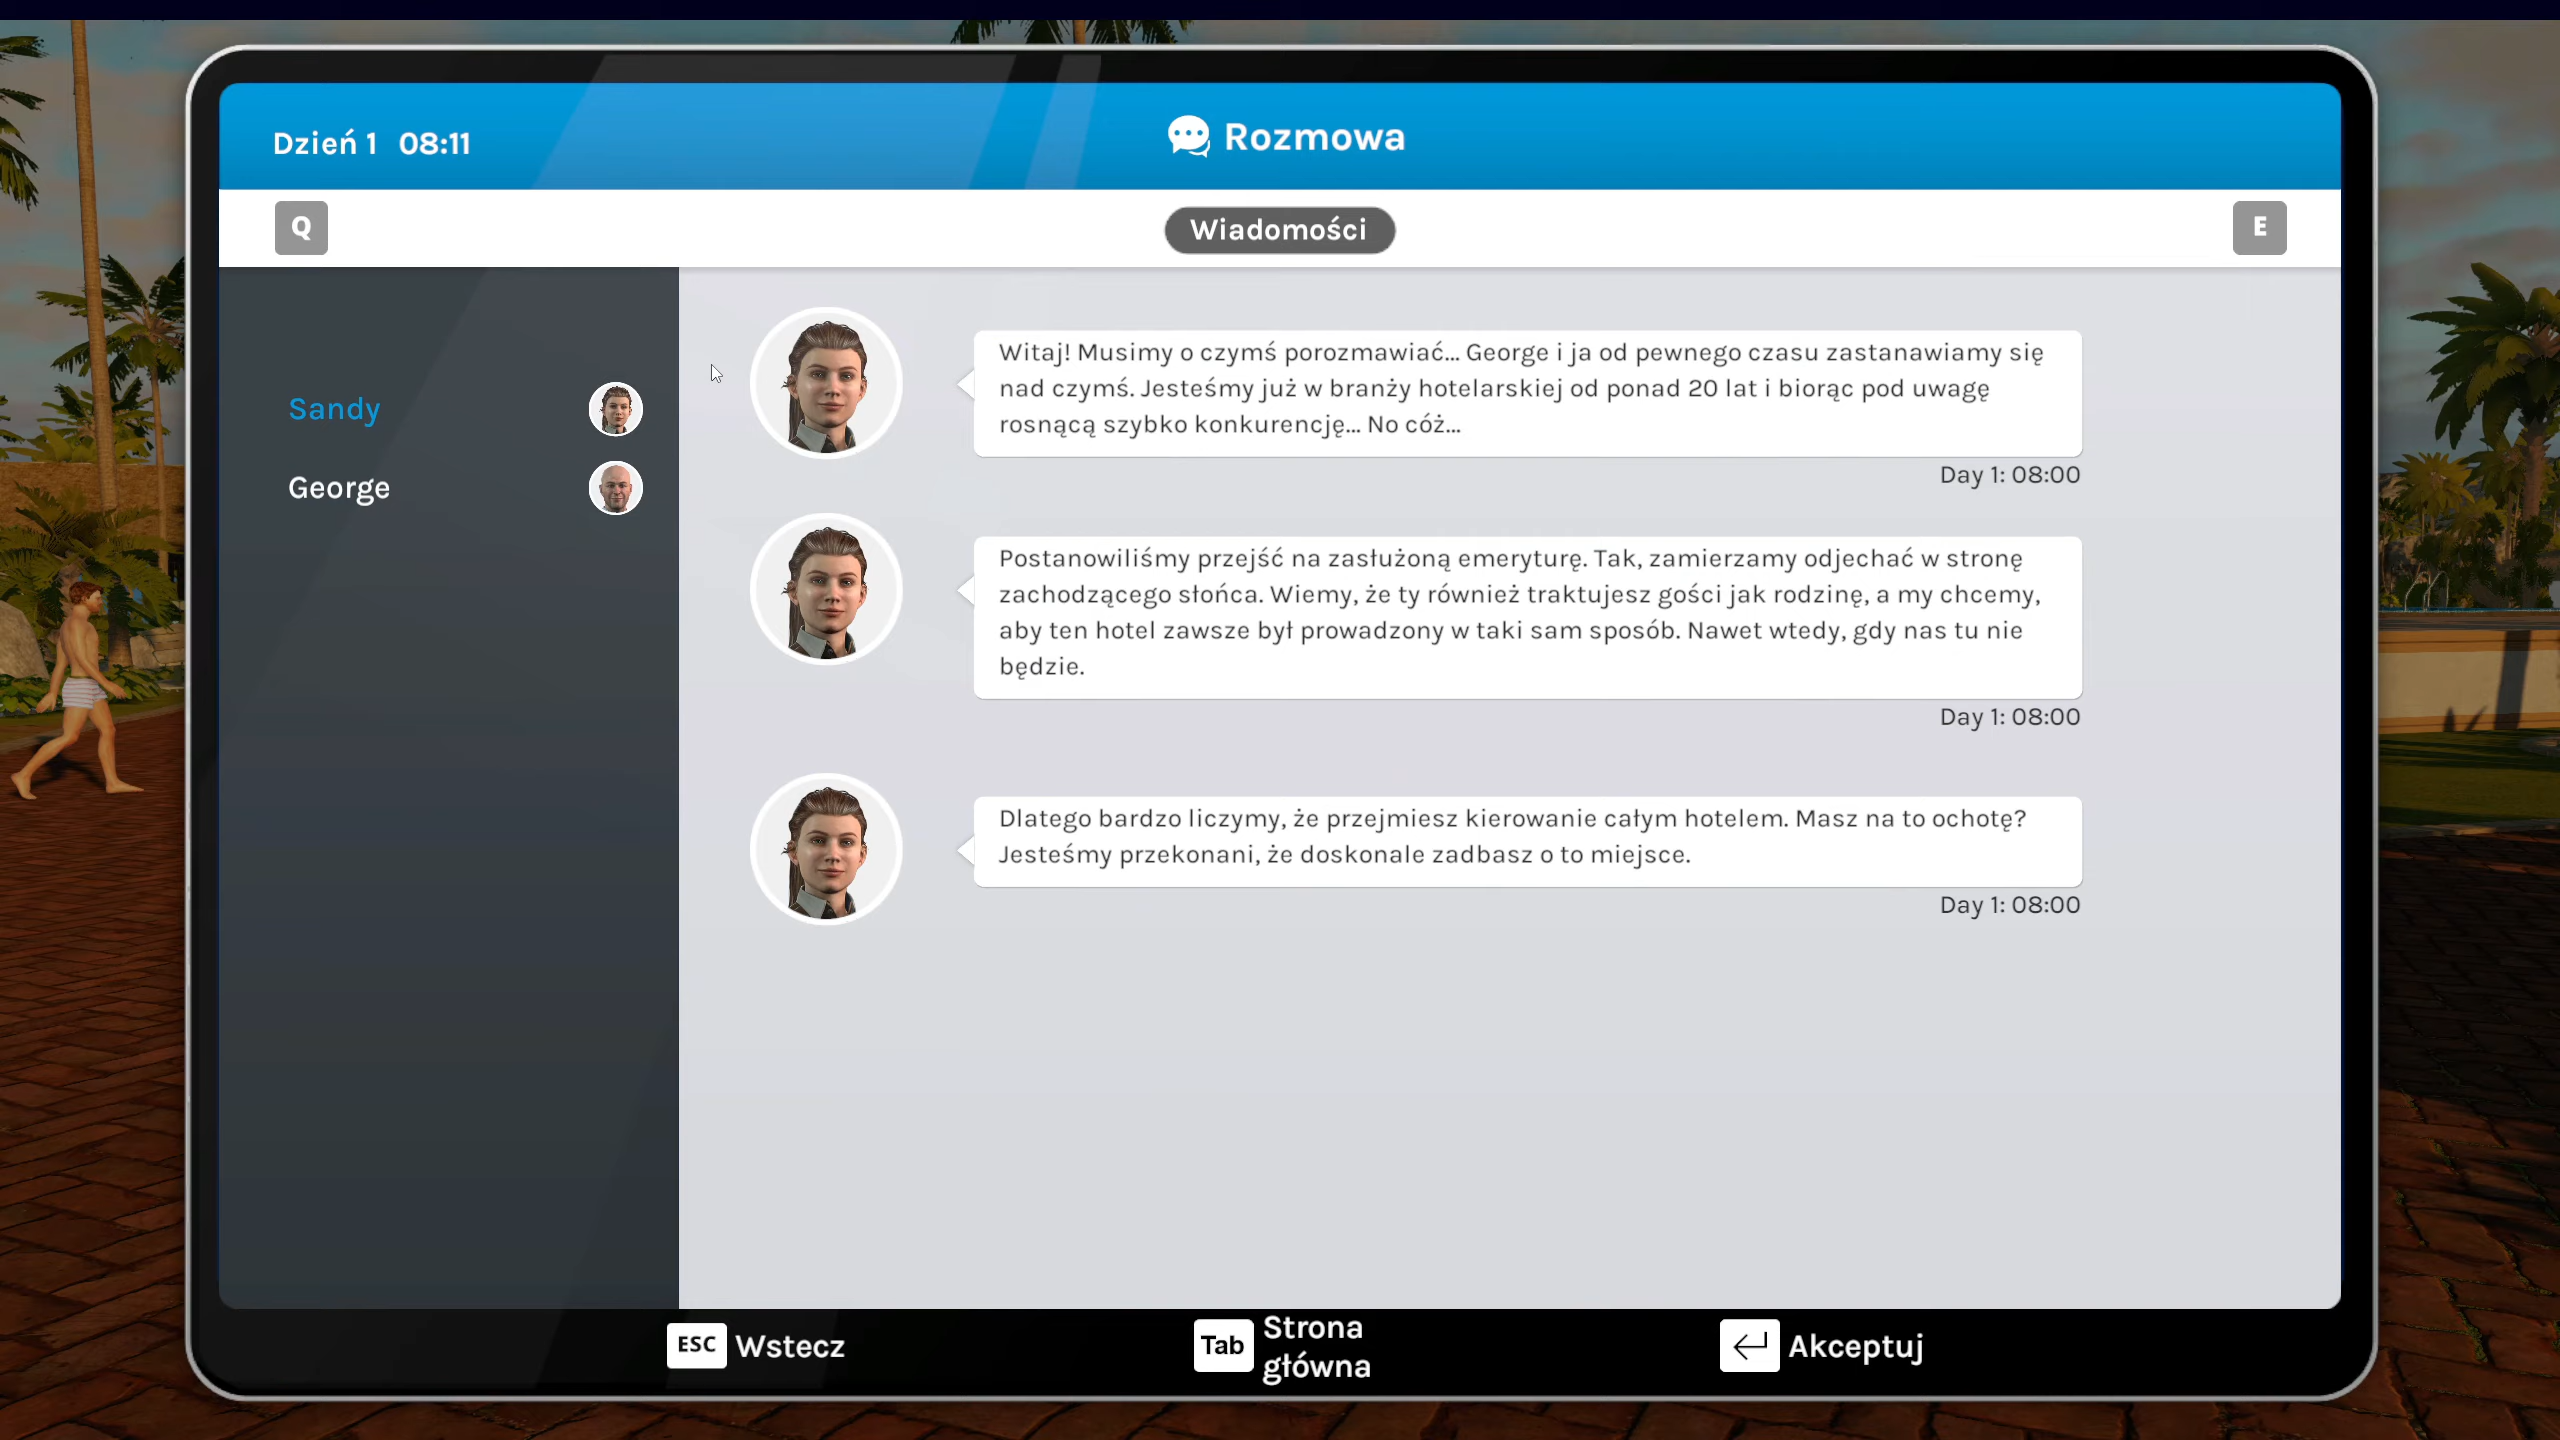 Dzień 1 08:11
Rozmowa
Q
Wiadomości
E
Sandy
George
Witaj! Musimy o czymś porozmawiać... George i ja od pewnego czasu zastanawiamy się
nad czymś. Jesteśmy już w branży hotelarskiej od ponad 20 lat i biorąc pod uwagę
rosnącą szybko konkurencję... No cóż...
Day 1: 08:00
Postanowiliśmy przejść na zasłużoną emeryturę. Tak, zamierzamy odjechać w stronę
zachodzącego słońca. Wiemy, że ty również traktujesz gości jak rodzinę, a my chcemy,
aby ten hotel zawsze był prowadzony w taki sam sposób. Nawet wtedy, gdy nas tu nie
będzie.
Day 1: 08:00
Dlatego bardzo liczymy, że przejmiesz kierowanie całym hotelem. Masz na to ochotę?
Jesteśmy przekonani, że doskonale zadbasz o to miejsce.
Day 1: 08:00
ESC Wstecz
Tab Strona
główna
Akceptuj